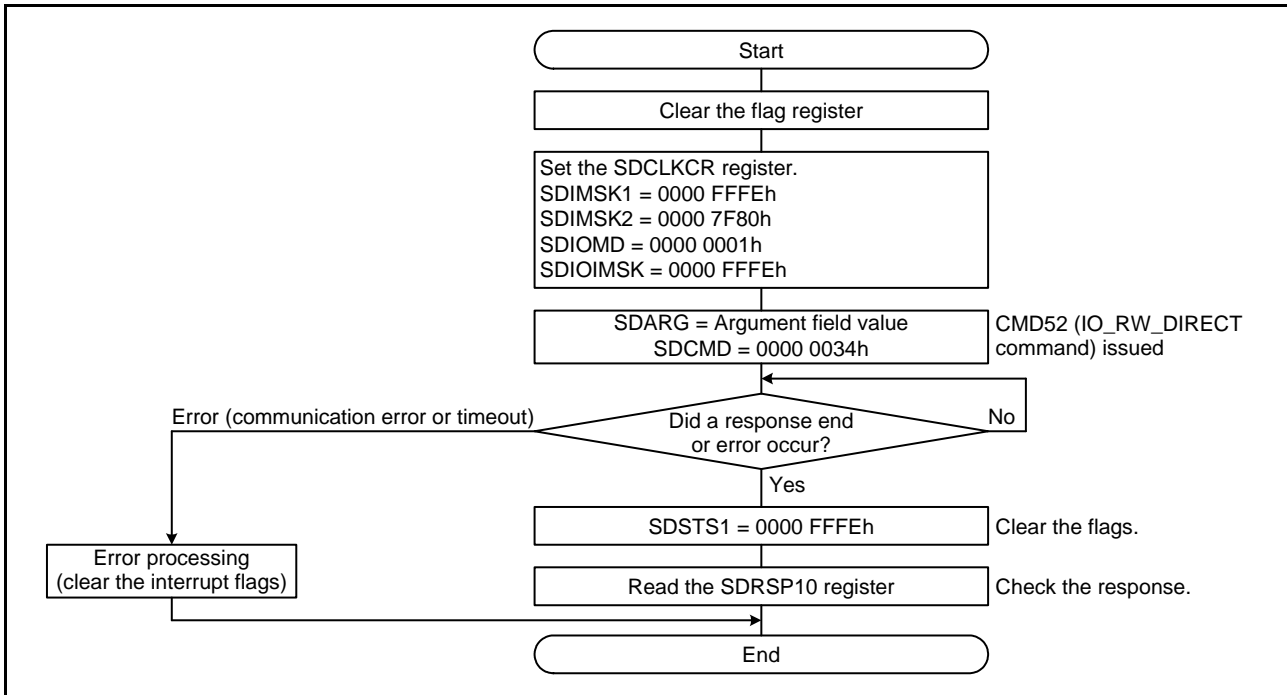 Start
Clear the flag register
Set the SDCLKCR register.
SDIMSK1 = 0000 FFFEh
SDIMSK2 = 0000 7F80h
SDIOMD = 0000 0001h
SDIOIMSK = 0000 FFFEh
SDARG = Argument field value
SDCMD = 0000 0034h
CMD52 (IO_RW_DIRECT
command) issued
Error (communication error or timeout)
Did a response end
or error occur?
No
Yes
SDSTS1 = 0000 FFFEh
Clear the flags.
Error processing
(clear the interrupt flags)
Read the SDRSP10 register
Check the response.
End